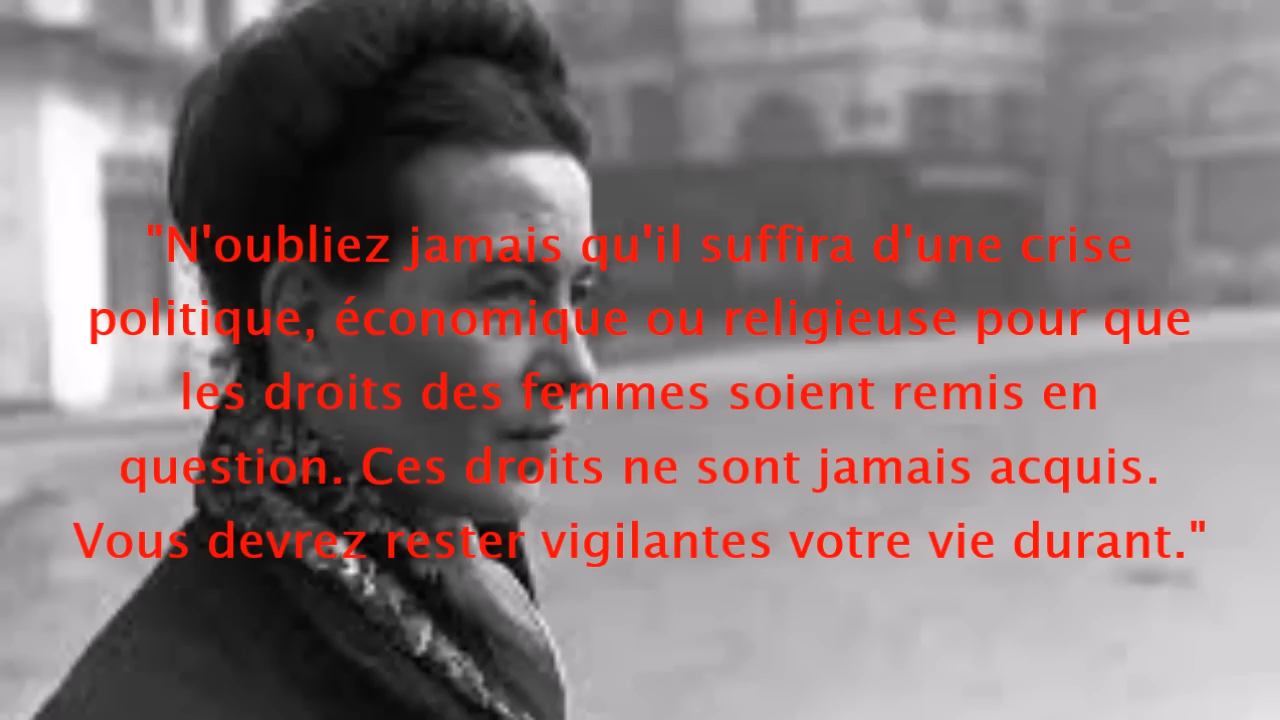 "N'oubliez jamais qu'il suffira d'une crise
politique, économique ou religieuse pour que
les droits des femmes soient remis en
question. Ces droits ne sont jamais acquis.
Vous devrez rester vigilantes votre vie durant."